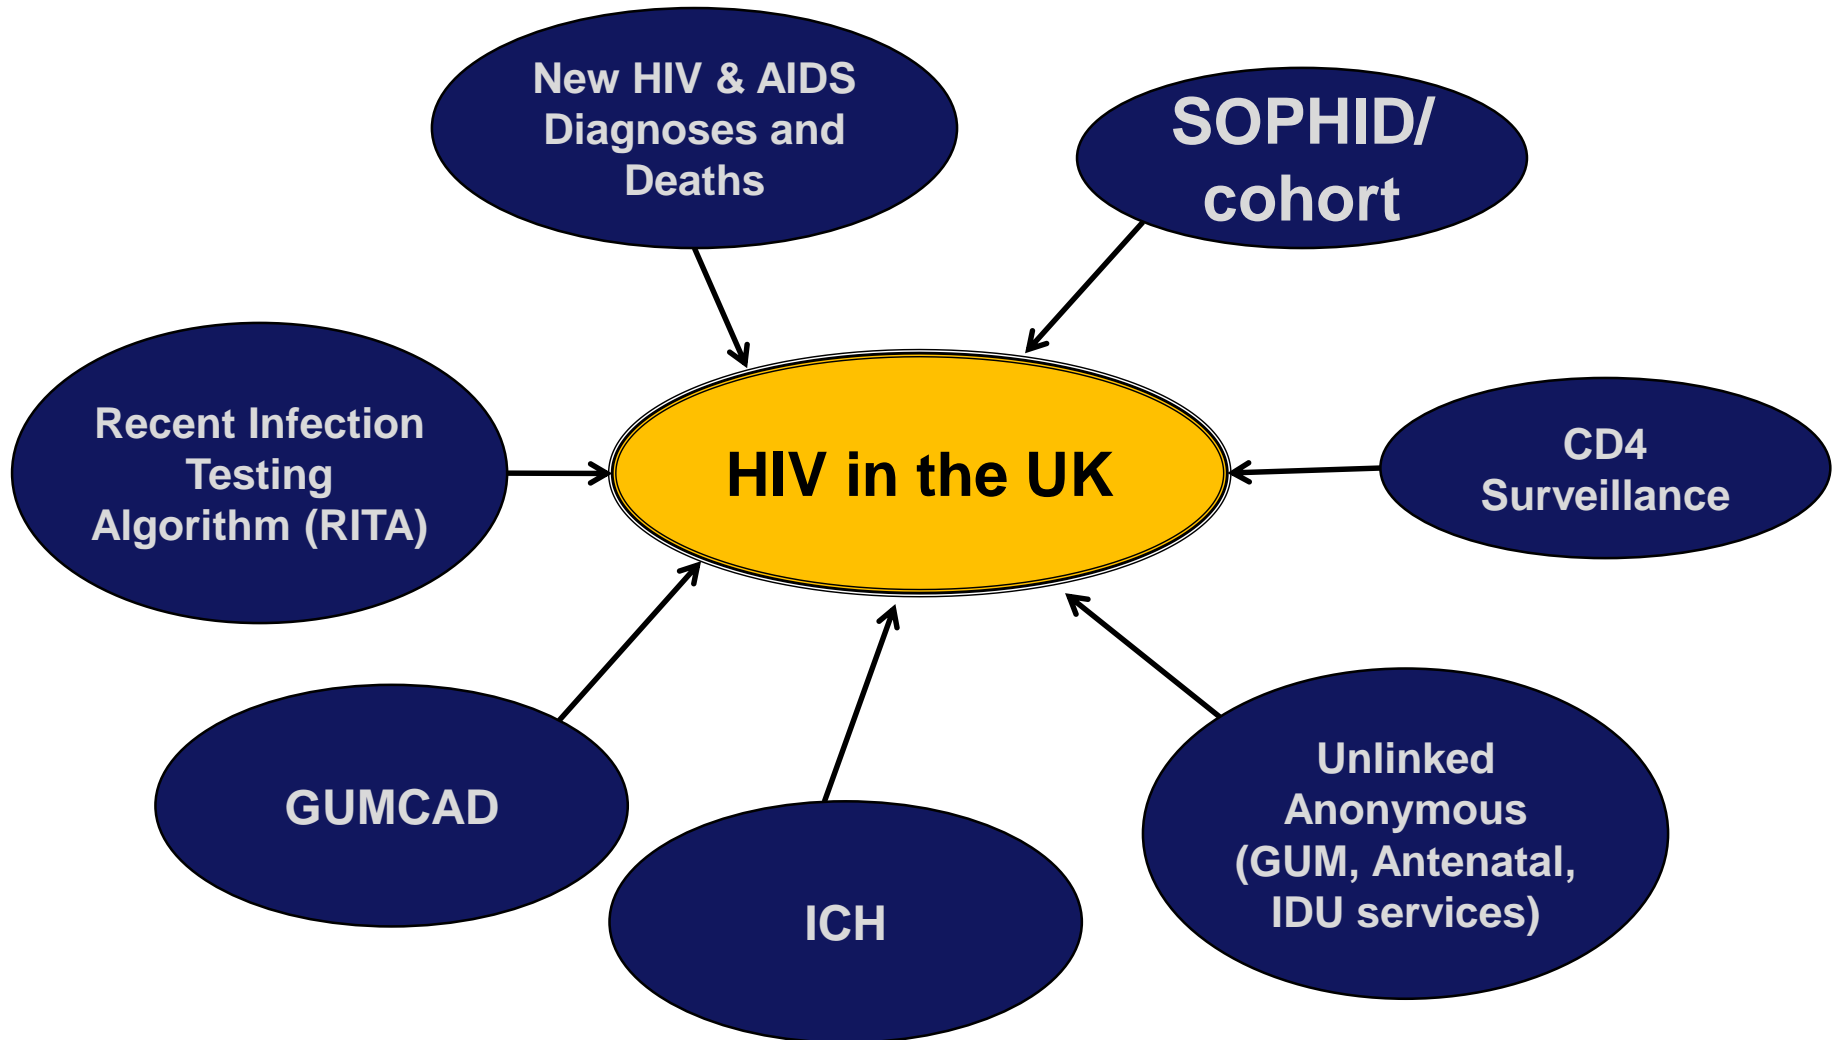 New HIV & AIDS
Diagnoses and
Deaths
SOPHID/
cohort
Recent Infection
Testing
Algorithm (RITA)
HIV in the UK
CD4
Surveillance
GUMCAD
ICH
Unlinked
Anonymous
(GUM, Antenatal,
IDU services)